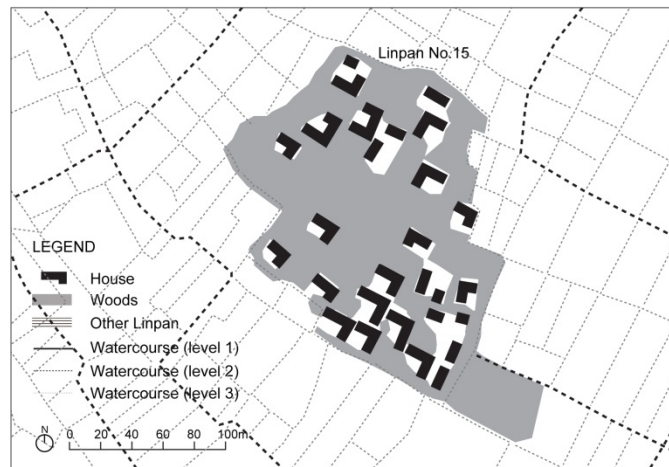 Linpan No.15
LEGEND
House
Woods
Other Linpan
Watercourse (level 1)
Watercourse (level 2)
Watercourse (level 3)
N
0 20 40 60 80 100m